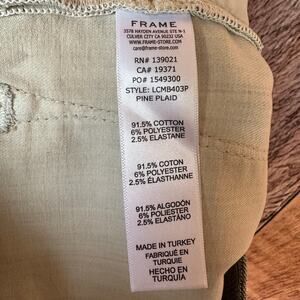 FRAME
3578 HAYDEN AVENUE STE N-1
CULVER CITY CA 90232 USA
WWW.FRAME-STORE.COM
care@frame-store.com
RN# 139021
CA# 19371
PO# 1549300
STYLE: LCMB403P
PINE PLAID
91.5% COTTON
6% POLYESTER
2.5% ELASTANE
91.5% COTON
6% POLYESTER
2.5% ÉLASTHANNE
91.5% ALGODÓN
6% POLIÉSTER
2.5% ELASTANO
MADE IN TURKEY
FABRIQUÉ EN
TURQUIE
HECHO EN
TURQUÍA